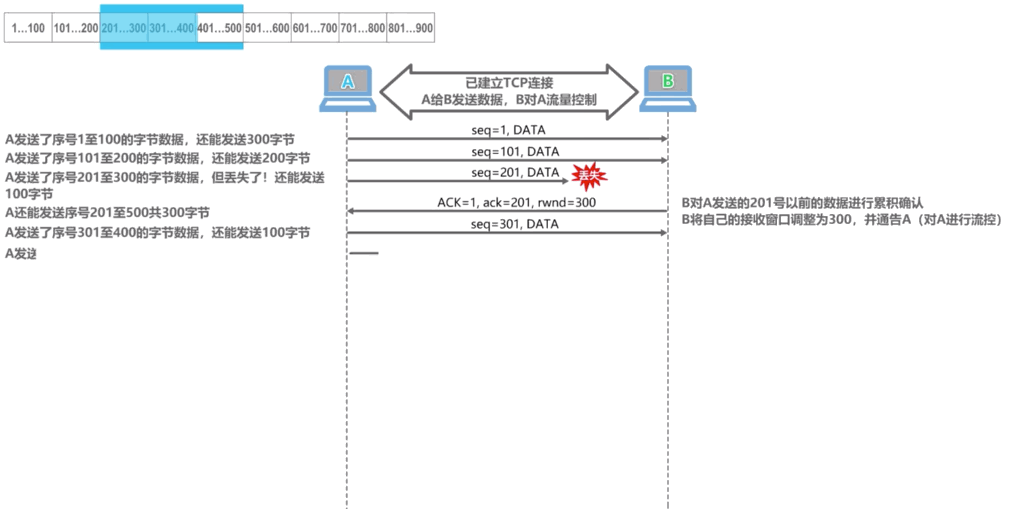 1…100 101…200 201…300 301…400 401…500 501…600 601…700 701…800 801…900
A
B
已建立TCP连接
A给B发送数据，B对A流量控制
A发送了序号1至100的字节数据，还能发送300字节
seq=1, DATA
A发送了序号101至200的字节数据，还能发送200字节
seq=101, DATA
A发送了序号201至300的字节数据，但丢失了！还能发送
100字节
seq=201, DATA
丢失
A还能发送序号201至500共300字节
ACK=1, ack=201, rwnd=300
B对A发送的201号以前的数据进行累积确认
B将自己的接收窗口调整为300，并通告A（对A进行流控）
A发送了序号301至400的字节数据，还能发送100字节
seq=301, DATA
A发送